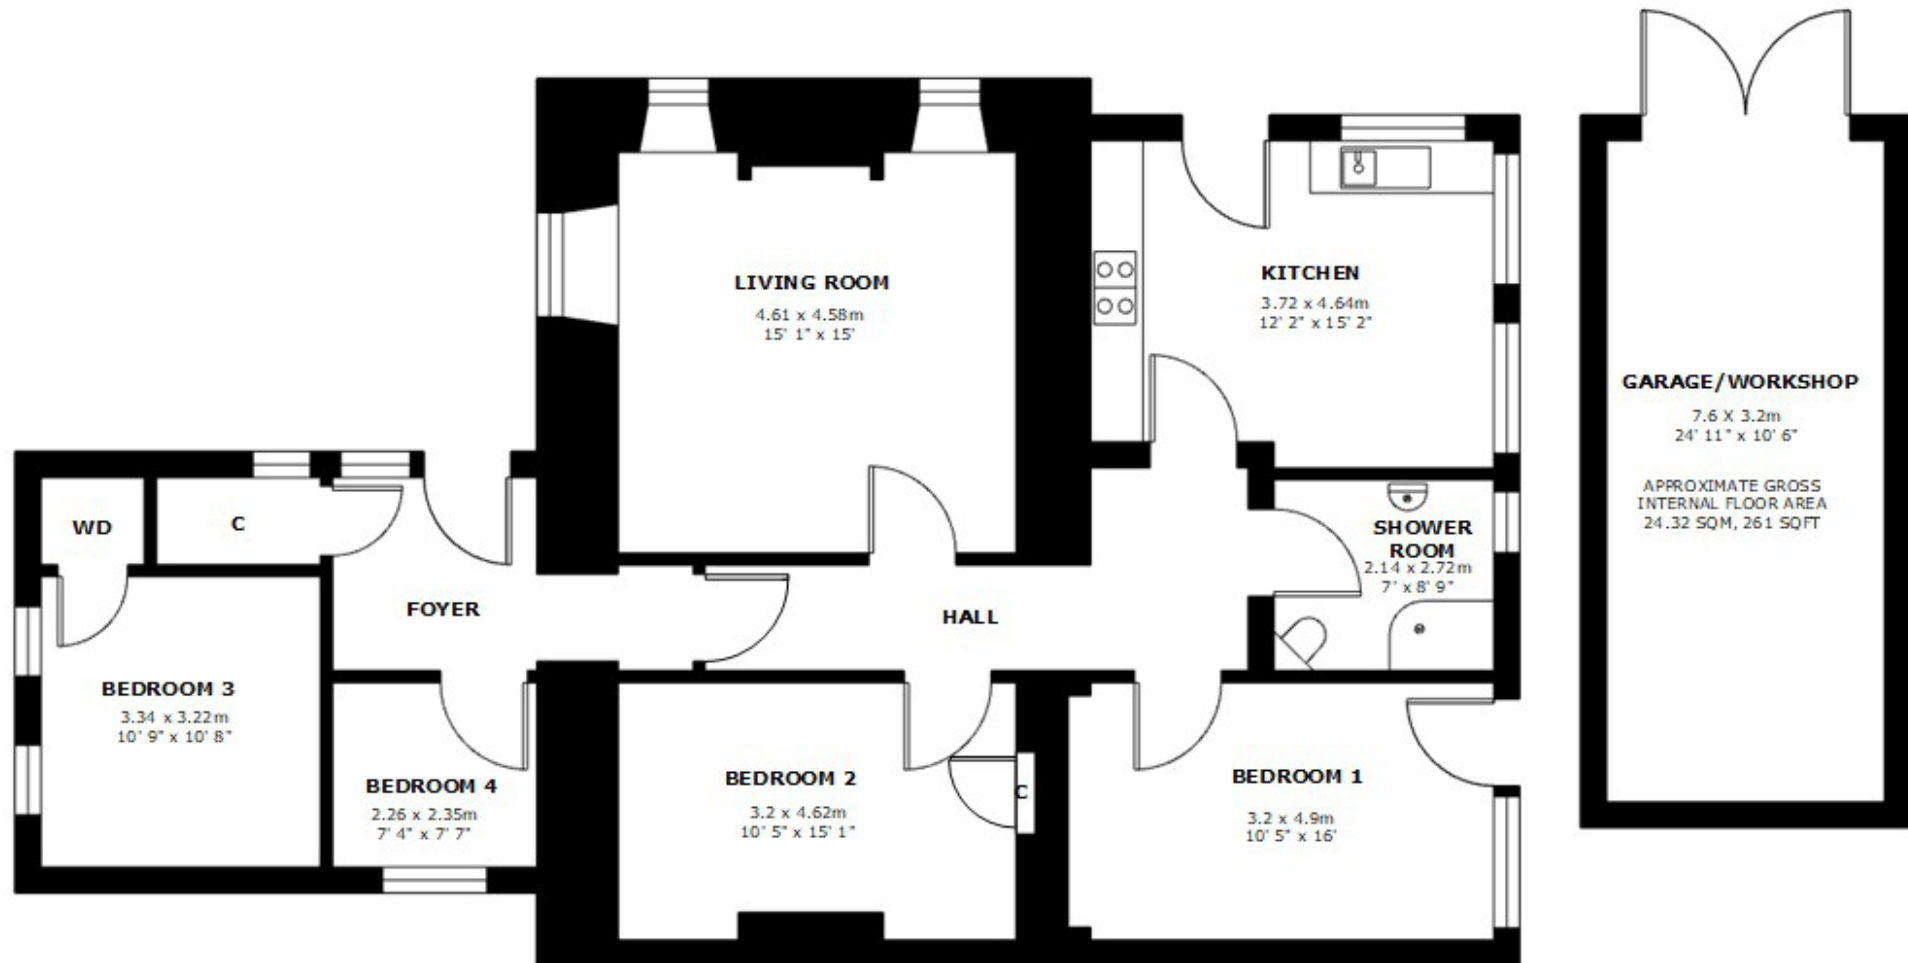 LIVING ROOM
4.61 x 4.58m
15' 1" x 15'
KITCHEN
3.72 x 4.64m
12' 2" x 15' 2"
GARAGE/WORKSHOP
7.6 X 3.2m
24' 11" x 10' 6"
APPROXIMATE GROSS
INTERNAL FLOOR AREA
24.32 SQM, 261 SQFT
WD
C
SHOWER
ROOM
2.14 x 2.72m
7' x 8' 9"
FOYER
HALL
BEDROOM 3
3.34 x 3.22m
10' 9" x 10' 8"
BEDROOM 4
2.26 x 2.35m
7' 4" x 7' 7"
BEDROOM 2
3.2 x 4.62m
10' 5" x 15' 1"
C
BEDROOM 1
3.2 x 4.9m
10' 5" x 16'